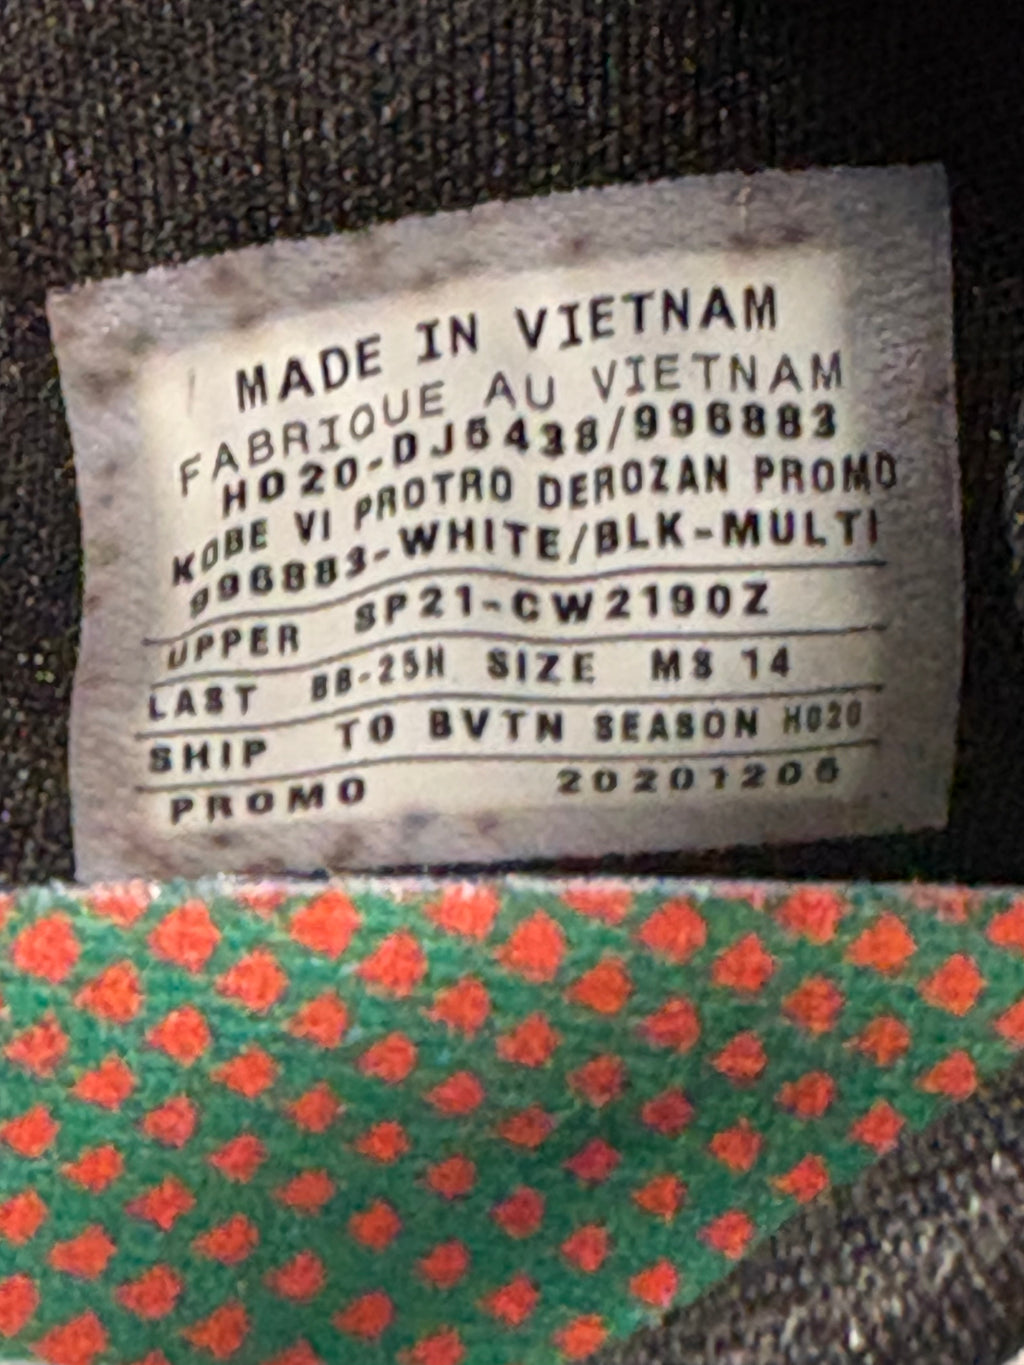 MADE IN VIETNAM
FABRIQUE AU VIETNAM
HO20-DJ5438/996883
KOBE VI PROTRO DEROZAN PROMO
996883-WHITE/BLK-MULTI
UPPER SP21-CW2190Z
LAST BB-25H SIZE MS 14
SHIP TO BVTN SEASON HO20
PROMO 20201206